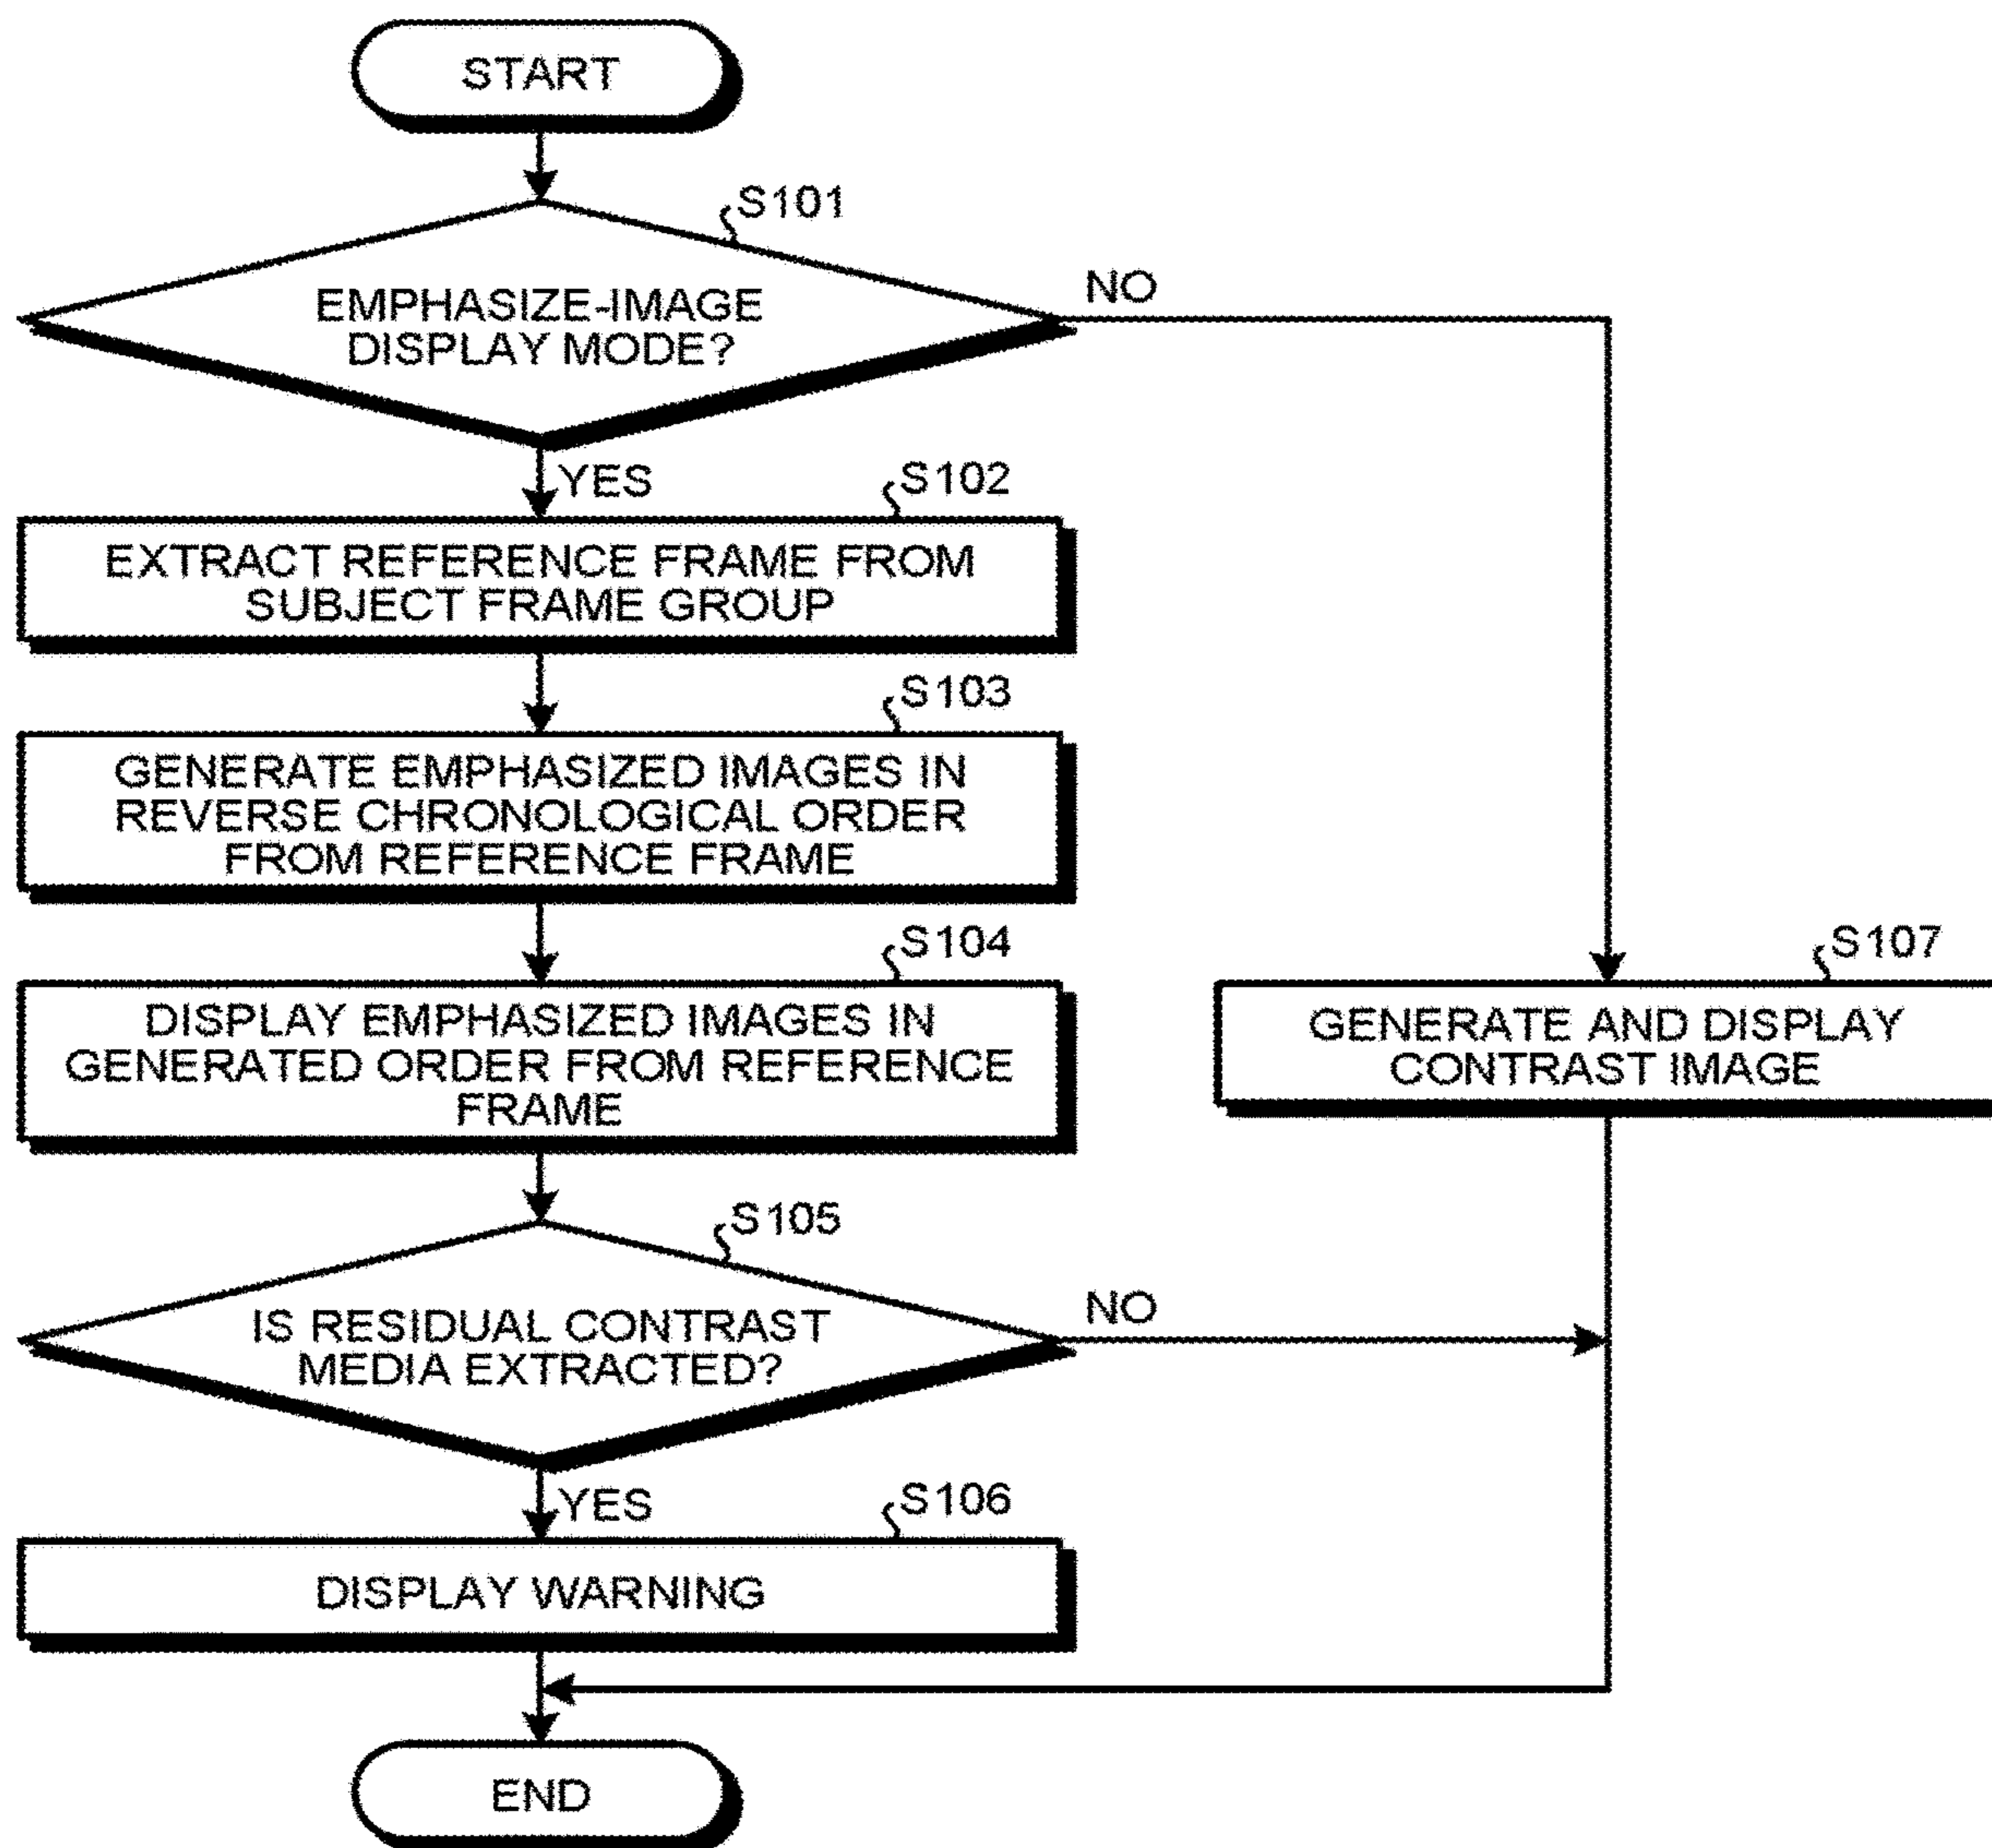 START
S101
EMPHASIZE-IMAGE
DISPLAY MODE?
NO
YES
S102
EXTRACT REFERENCE FRAME FROM
SUBJECT FRAME GROUP
S103
GENERATE EMPHASIZED IMAGES IN
REVERSE CHRONOLOGICAL ORDER
FROM REFERENCE FRAME
S104
DISPLAY EMPHASIZED IMAGES IN
GENERATED ORDER FROM REFERENCE
FRAME
S107
GENERATE AND DISPLAY
CONTRAST IMAGE
S105
IS RESIDUAL CONTRAST
MEDIA EXTRACTED?
NO
YES
S106
DISPLAY WARNING
END